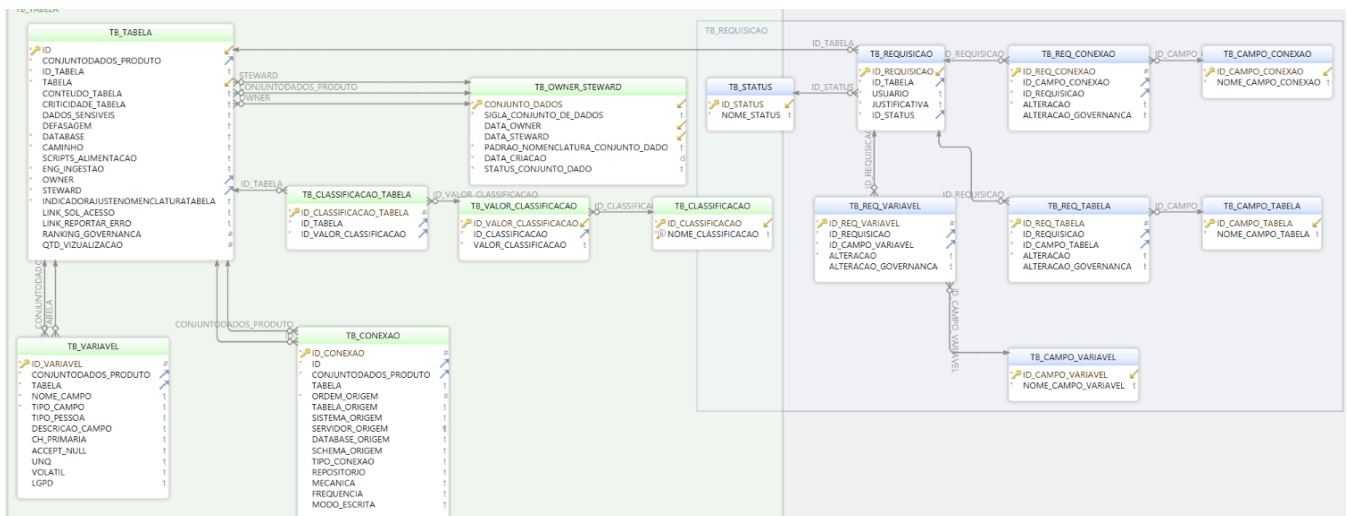 TB_TABELA
TB_TABELA
ID
CONJUNTODADOS_PRODUTO
ID_TABELA
TABELA
CONTEUDO_TABELA
CRITICIDADE_TABELA
DADOS_SENSIVEIS
DEFASAGEM
DATABASE
CAMINHO
SCRIPTS_ALIMENTACAO
ENG_INGESTAO
OWNER
STEWARD
INDICADORAJUSTENOMENCLATURATABELA
LINK_SOL_ACESSO
LINK_REPORTAR_ERRO
RANKING_GOVERNANCA
QTD_VIZUALIZACAO
STEWARD
CONJUNTODADOS_PRODUTO
OWNER
TB_OWNER_STEWARD
CONJUNTO_DADOS
SIGLA_CONJUNTO_DE_DADOS
DATA_OWNER
DATA_STEWARD
PADRAO_NOMENCLATURA_CONJUNTO_DADO
DATA_CRIACAO
STATUS_CONJUNTO_DADO
ID_TABELA
TB_CLASSIFICACAO_TABELA
ID_CLASSIFICACAO_TABELA
ID_TABELA
ID_VALOR_CLASSIFICACAO
ID_VALOR_CLASSIFICACAO
TB_VALOR_CLASSIFICACAO
ID_VALOR_CLASSIFICACAO
ID_CLASSIFICACAO
VALOR_CLASSIFICACAO
TB_CLASSIFICACAO
ID_CLASSIFICACAO
NOME_CLASSIFICACAO
TABELA
CONJUNTODADOS_PRODUTO
TB_VARIAVEL
ID_VARIAVEL
CONJUNTODADOS_PRODUTO
TABELA
NOME_CAMPO
TIPO_CAMPO
TIPO_PESSOA
DESCRICAO_CAMPO
CH_PRIMARIA
ACCEPT_NULL
UNQ
VOLATIL
LGPD
TB_CONEXAO
ID_CONEXAO
ID
CONJUNTODADOS_PRODUTO
TABELA
ORDEM_ORIGEM
TABELA_ORIGEM
SISTEMA_ORIGEM
SERVIDOR_ORIGEM
DATABASE_ORIGEM
SCHEMA_ORIGEM
TIPO_CONEXAO
REPOSITORIO
MECANICA
FREQUENCIA
MODO_ESCRITA
TB_REQUISICAO
ID_TABELA
TB_STATUS
ID_STATUS
NOME_STATUS
ID_STATUS
TB_REQUISICAO
ID_REQUISICAO
ID_TABELA
USUARIO
JUSTIFICATIVA
ID_STATUS
ID_REQUISICAO
TB_REQ_CONEXAO
ID_REQ_CONEXAO
ID_CAMPO_CONEXAO
ID_REQUISICAO
ALTERACAO
ALTERACAO_GOVERNANCA
TB_CAMPO_CONEXAO
ID_CAMPO_CONEXAO
NOME_CAMPO_CONEXAO
ID_REQUISICAO
TB_REQ_VARIAVEL
ID_REQ_VARIAVEL
ID_REQUISICAO
ID_CAMPO_VARIAVEL
ALTERACAO
ALTERACAO_GOVERNANCA
ID_REQUISICAO
TB_REQ_TABELA
ID_REQ_TABELA
ID_REQUISICAO
ID_CAMPO_TABELA
ALTERACAO
ALTERACAO_GOVERNANCA
TB_CAMPO_TABELA
ID_CAMPO_TABELA
NOME_CAMPO_TABELA
ID_CAMPO_VARIAVEL
TB_CAMPO_VARIAVEL
ID_CAMPO_VARIAVEL
NOME_CAMPO_VARIAVEL